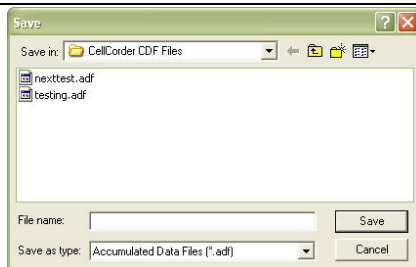 Save
Save in: CellCorder CDF Files
nexttest.adf
testing.adf
File name: Save
Save as type: Accumulated Data Files (*.adf) Cancel